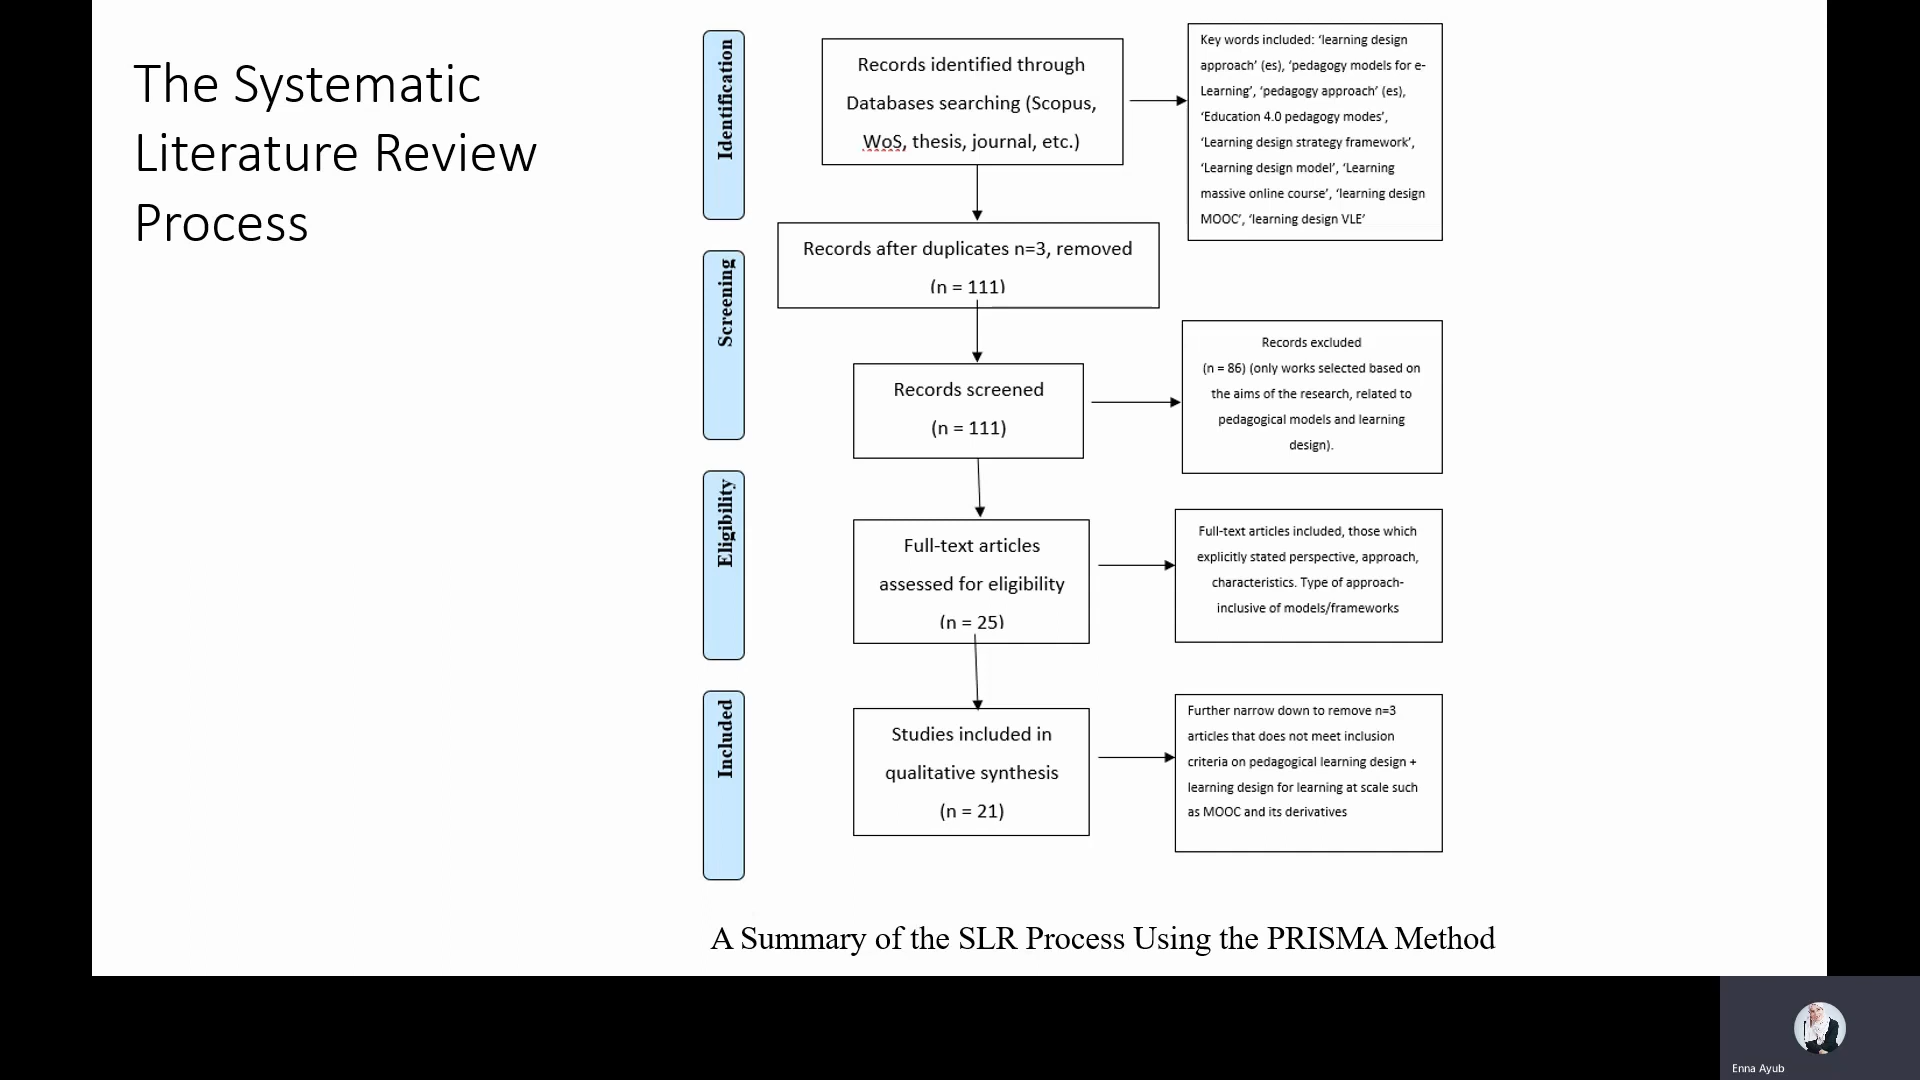 The Systematic
Literature Review
Process
Identification
Records identified through
Databases searching (Scopus,
WoS, thesis, journal, etc.)
Key words included: ‘learning design
approach’ (es), ‘pedagogy models for e-
Learning’, ‘pedagogy approach’ (es),
‘Education 4.0 pedagogy modes’,
‘Learning design strategy framework’,
‘Learning design model’, ‘Learning
massive online course’, ‘learning design
MOOC’, ‘learning design VLE’
Screening
Records after duplicates n=3, removed
(n = 111)
Records screened
(n = 111)
Records excluded
(n = 86) (only works selected based on
the aims of the research, related to
pedagogical models and learning
design).
Eligibility
Full-text articles
assessed for eligibility
(n = 25)
Full-text articles included, those which
explicitly stated perspective, approach,
characteristics. Type of approach-
inclusive of models/frameworks
Included
Studies included in
qualitative synthesis
(n = 21)
Further narrow down to remove n=3
articles that does not meet inclusion
criteria on pedagogical learning design +
learning design for learning at scale such
as MOOC and its derivatives
A Summary of the SLR Process Using the PRISMA Method
Enna Ayub